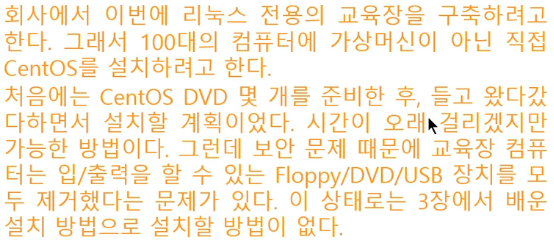 회사에서 이번에 리눅스 전용의 교육장을 구축하려고
한다. 그래서 100대의 컴퓨터에 가상머신이 아닌 직접
CentOS를 설치하려고 한다.
처음에는 CentOS DVD 몇 개를 준비한 후, 들고 왔다갔
다하면서 설치할 계획이었다. 시간이 오래 걸리겠지만
가능한 방법이다. 그런데 보안 문제 때문에 교육장 컴퓨
터는 입/출력을 할 수 있는 Floppy/DVD/USB 장치를 모
두 제거했다는 문제가 있다. 이 상태로는 3장에서 배운
설치 방법으로 설치할 방법이 없다.